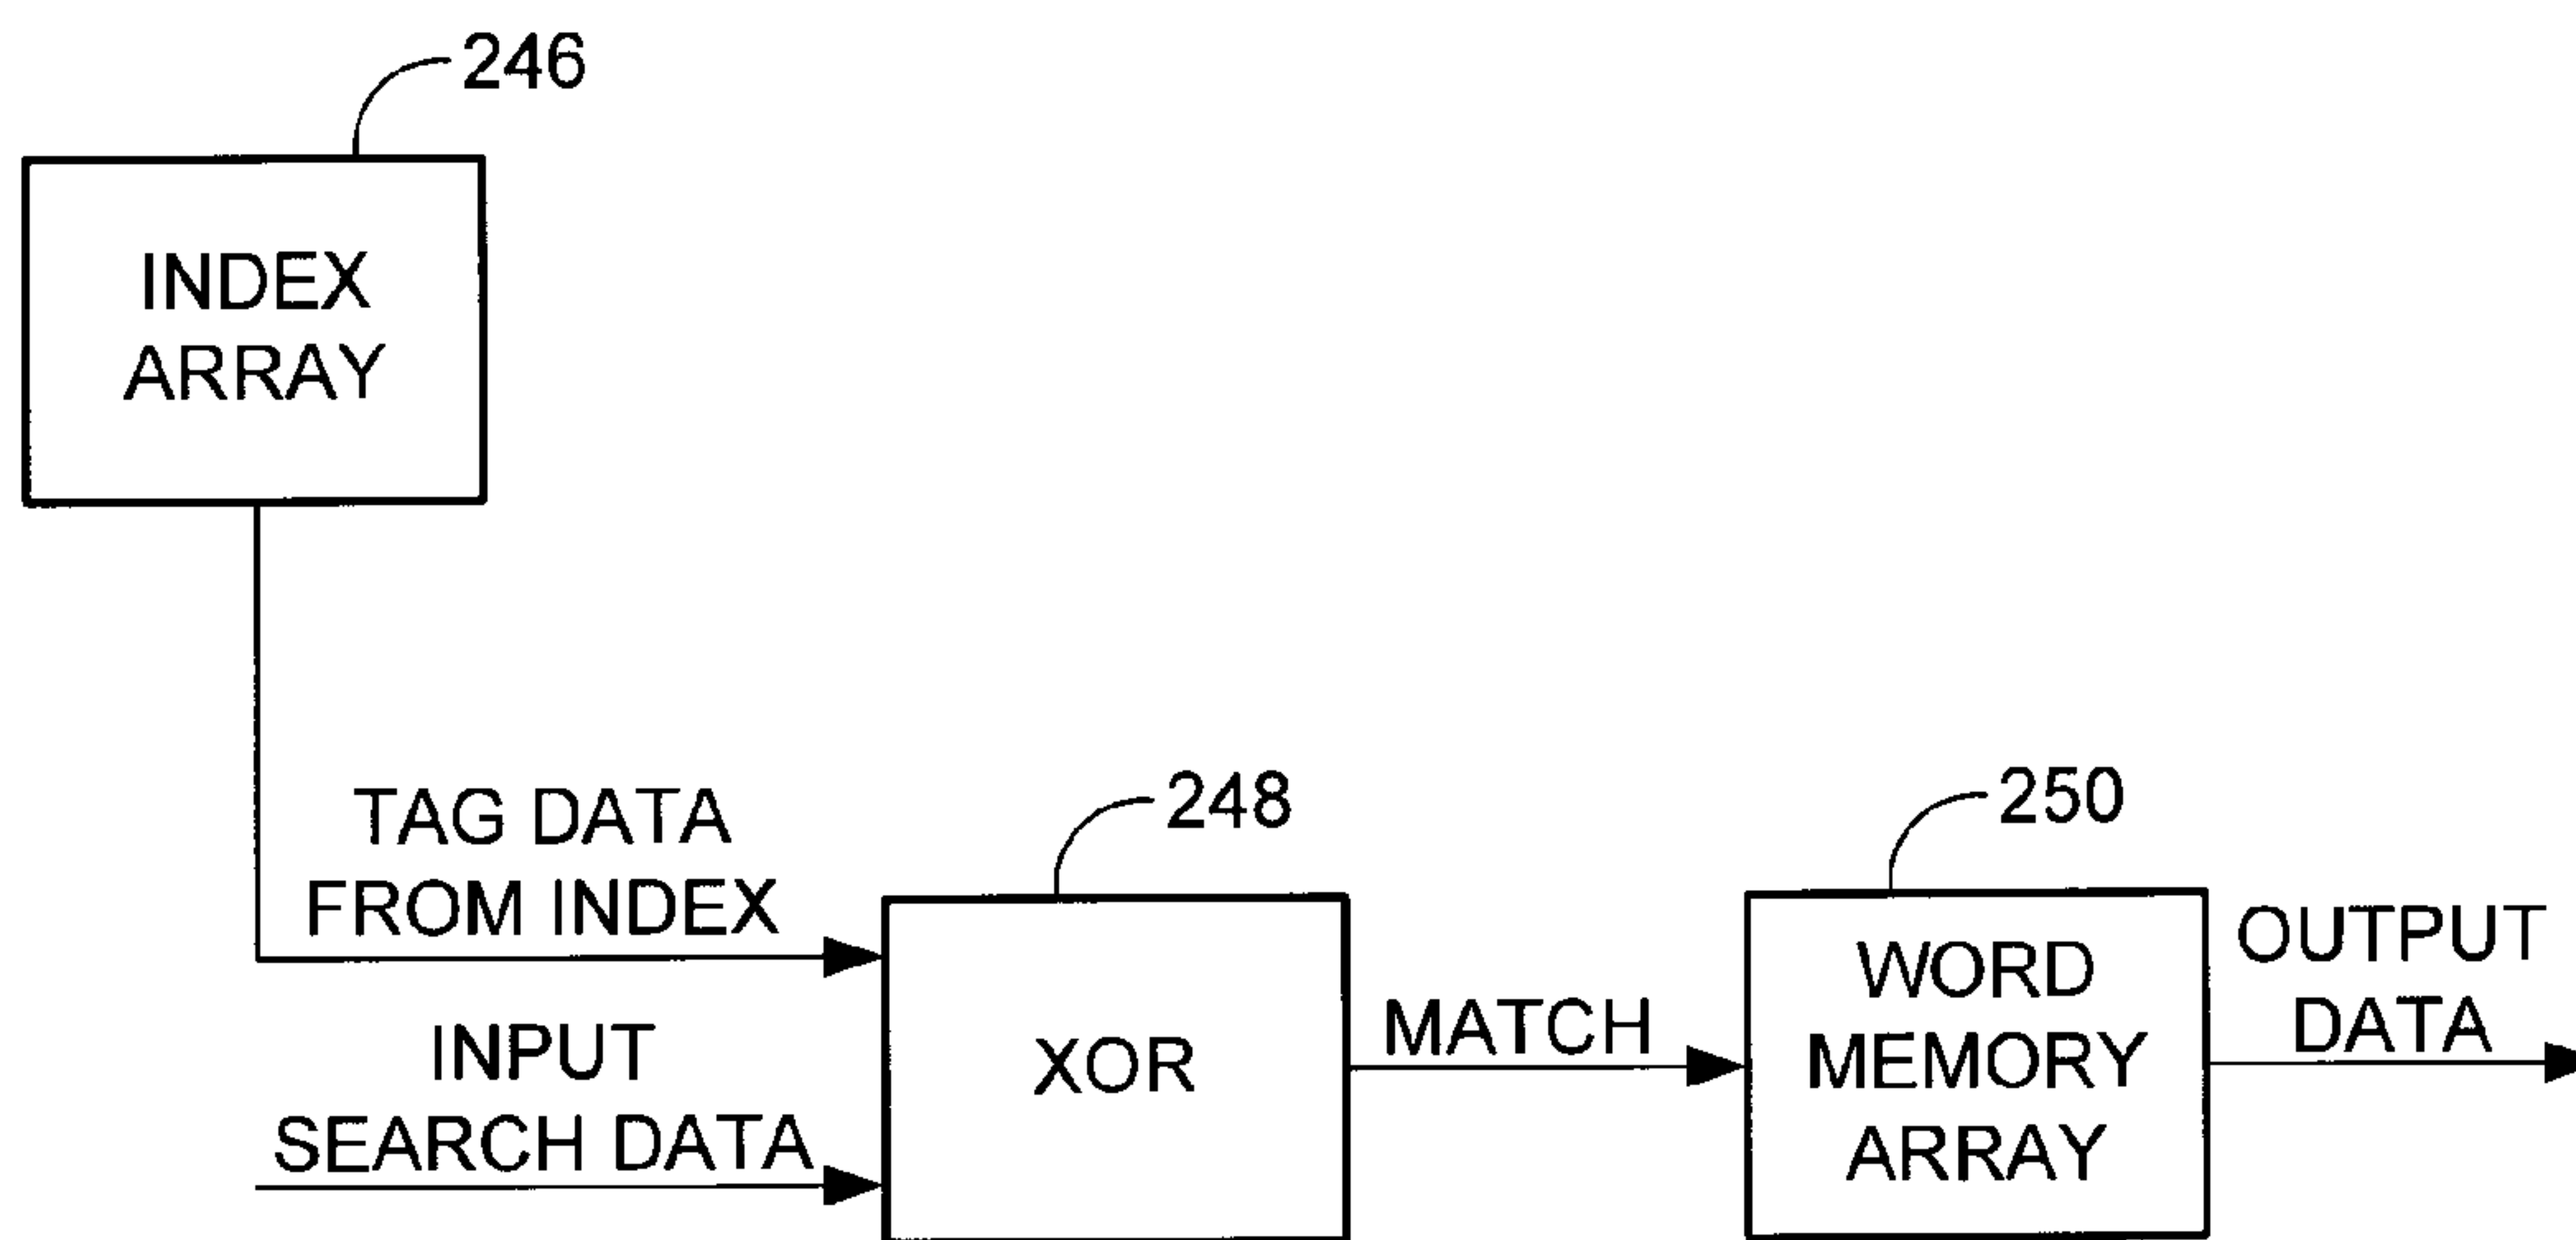 246
INDEX
ARRAY
TAG DATA
FROM INDEX
INPUT
SEARCH DATA
248
XOR
MATCH
250
WORD
MEMORY
ARRAY
OUTPUT
DATA